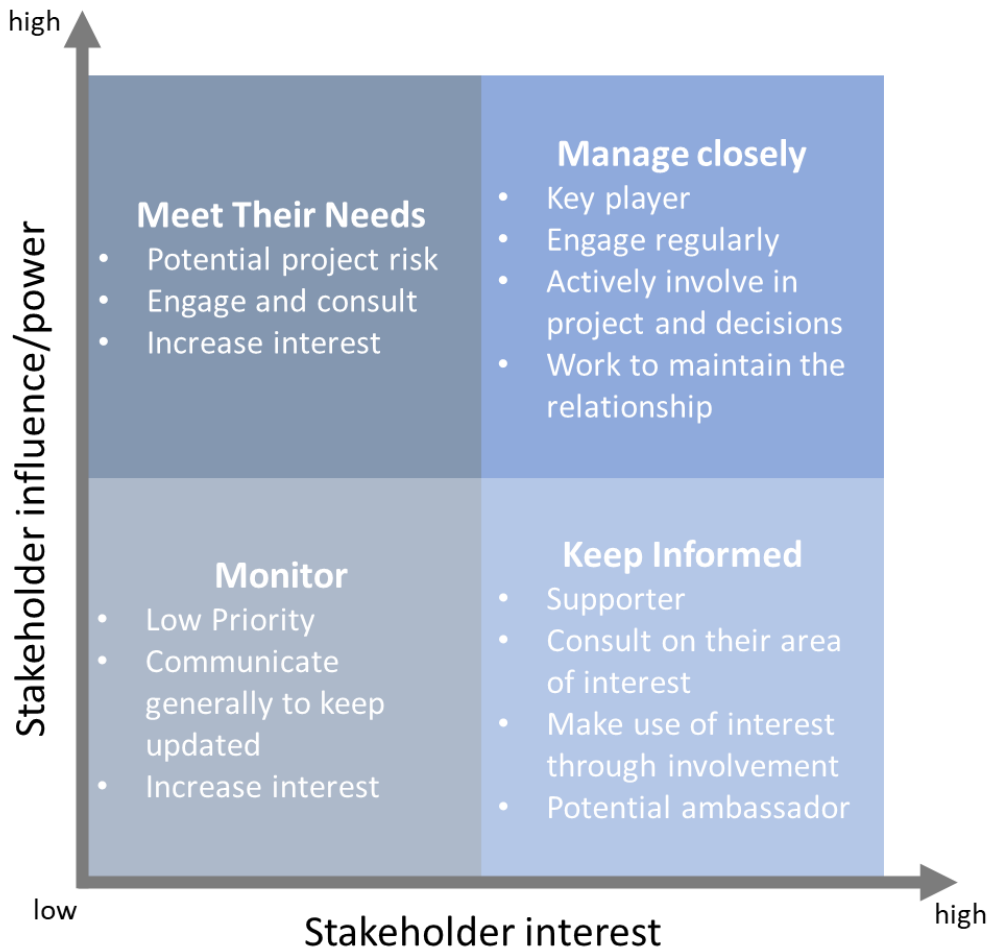 high
Stakeholder influence/power
Meet Their Needs
• Potential project risk
• Engage and consult
• Increase interest
Manage closely
• Key player
• Engage regularly
• Actively involve in
project and decisions
• Work to maintain the
relationship
Monitor
• Low Priority
• Communicate
generally to keep
updated
• Increase interest
Keep Informed
• Supporter
• Consult on their area
of interest
• Make use of interest
through involvement
• Potential ambassador
low
Stakeholder interest
high